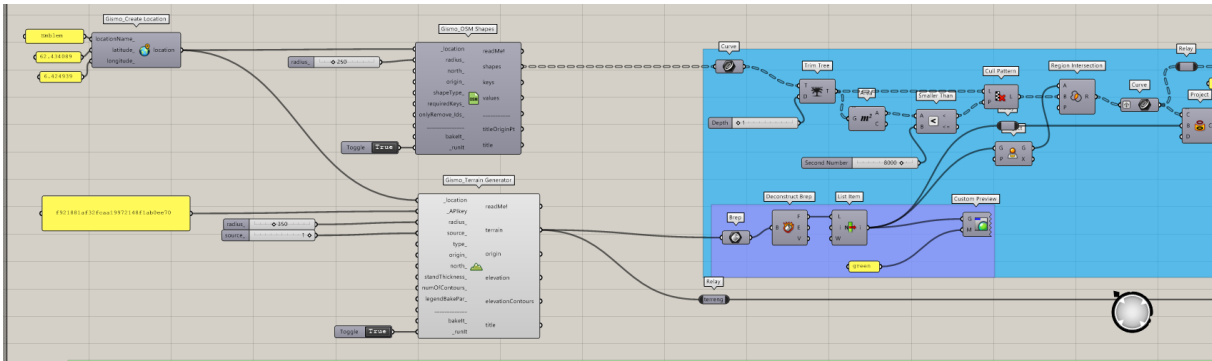 Gismo_Create Location
Emblem
62.434089
6.424939
locationName_
latitude_
longitude_
location
Gismo_OSM Shapes
radius_
250
_location
radius_
north_
origin_
shapeType_
requiredKeys_
onlyRemove_Ids_
bakeIt_
_runIt
readMe!
shapes
keys
values
titleOriginPt
title
Toggle
True
Gismo_Terrain Generator
radius_
350
source_
1
_location
_APIkey
radius_
source_
type_
origin_
north_
standThickness_
numOfContours_
legendBakePar_
bakeIt_
_runIt
readMe!
terrain
origin
elevation
elevationContours
title
Toggle
True
Curve
Trim Tree
T
D
T
Depth
1
Area
G
A
C
Smaller Than
A
B
<
<=
Second Number
8000
Cull Pattern
L
P
L
Region Intersection
A
B
P
R
G
P
G
K
Curve
Relay
Project
C
B
D
C
Deconstruct Brep
Brep
B
F
E
V
List Item
L
i
W
i
Custom Preview
G
M
green
Relay